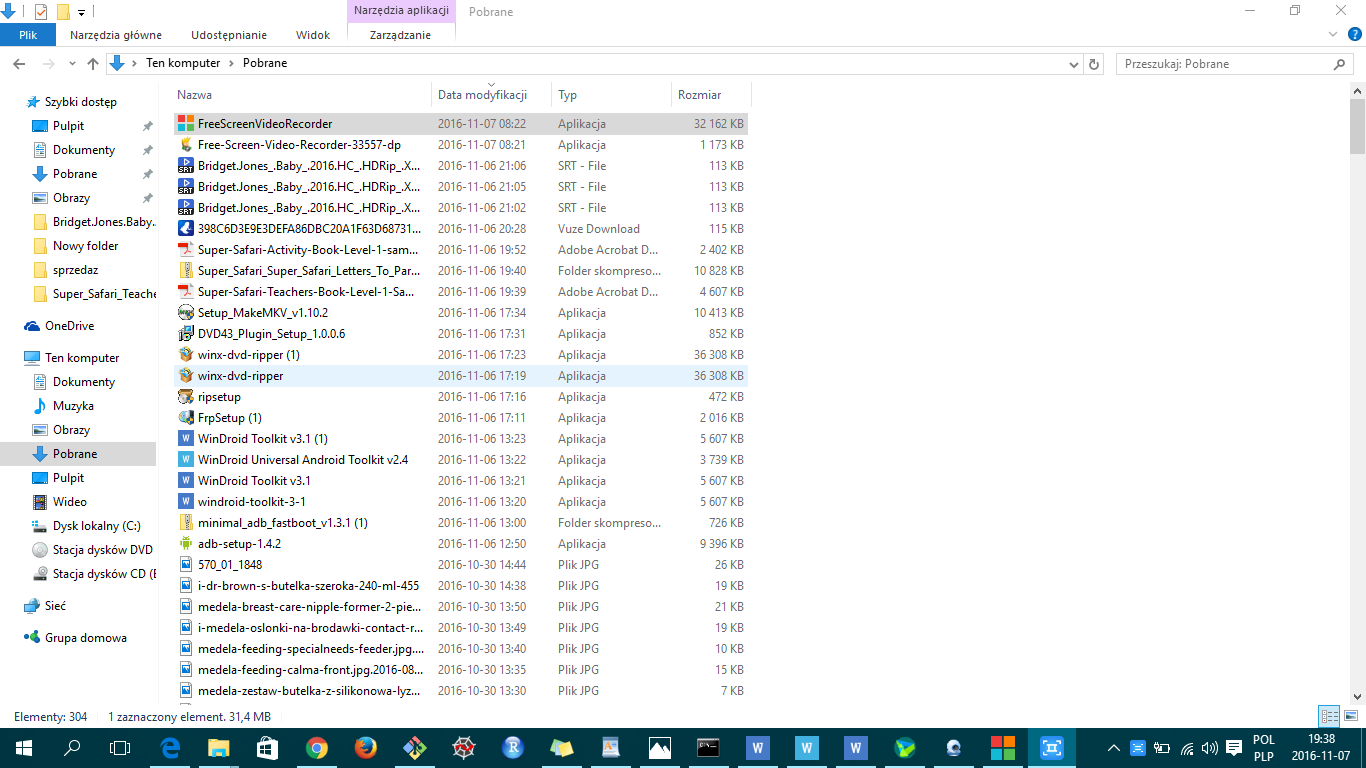 Narzędzia aplikacji Pobrane
Plik Narzędzia główne Udostępnianie Widok Zarządzanie
Ten komputer Pobrane Przeszukaj: Pobrane
Szybki dostęp
Pulpit
Dokumenty
Pobrane
Obrazy
Bridget.Jones.Baby.
Nowy folder
sprzedaz
Super_Safari_Teache
OneDrive
Ten komputer
Dokumenty
Muzyka
Obrazy
Pobrane
Pulpit
Wideo
Dysk lokalny (C:)
Stacja dysków DVD
Stacja dysków CD (E
Sieć
Grupa domowa
Nazwa Data modyfikacji Typ Rozmiar
FreeScreenVideoRecorder 2016-11-07 08:22 Aplikacja 32 162 KB
Free-Screen-Video-Recorder-33557-dp 2016-11-07 08:21 Aplikacja 1 173 KB
Bridget.Jones_.Baby_.2016.HC_.HDRip_.X... 2016-11-06 21:06 SRT - File 113 KB
Bridget.Jones_.Baby_.2016.HC_.HDRip_.X... 2016-11-06 21:05 SRT - File 113 KB
Bridget.Jones_.Baby_.2016.HC_.HDRip_.X... 2016-11-06 21:02 SRT - File 113 KB
398C6D3E9E3DEFA86DBC20A1F63D68731... 2016-11-06 20:28 Vuze Download 115 KB
Super-Safari-Activity-Book-Level-1-sam... 2016-11-06 19:52 Adobe Acrobat D... 2 402 KB
Super_Safari_Super_Safari_Letters_To_Par... 2016-11-06 19:40 Folder skompreso... 10 828 KB
Super-Safari-Teachers-Book-Level-1-Sa... 2016-11-06 19:39 Adobe Acrobat D... 4 607 KB
Setup_MakeMKV_v1.10.2 2016-11-06 17:34 Aplikacja 10 413 KB
DVD43_Plugin_Setup_1.0.0.6 2016-11-06 17:31 Aplikacja 852 KB
winx-dvd-ripper (1) 2016-11-06 17:23 Aplikacja 36 308 KB
winx-dvd-ripper 2016-11-06 17:19 Aplikacja 36 308 KB
ripsetup 2016-11-06 17:16 Aplikacja 472 KB
FrpSetup (1) 2016-11-06 17:11 Aplikacja 2 016 KB
WinDroid Toolkit v3.1 (1) 2016-11-06 13:23 Aplikacja 5 607 KB
WinDroid Universal Android Toolkit v2.4 2016-11-06 13:22 Aplikacja 3 739 KB
WinDroid Toolkit v3.1 2016-11-06 13:21 Aplikacja 5 607 KB
windroid-toolkit-3-1 2016-11-06 13:20 Aplikacja 5 607 KB
minimal_adb_fastboot_v1.3.1 (1) 2016-11-06 13:00 Folder skompreso... 726 KB
adb-setup-1.4.2 2016-11-06 12:50 Aplikacja 9 396 KB
570_01_1848 2016-10-30 14:44 Plik JPG 26 KB
i-dr-brown-s-butelka-szeroka-240-ml-455 2016-10-30 14:38 Plik JPG 19 KB
medela-breast-care-nipple-former-2-pie... 2016-10-30 13:50 Plik JPG 21 KB
i-medela-oslonki-na-brodawki-contact-r... 2016-10-30 13:49 Plik JPG 19 KB
medela-feeding-specialneeds-feeder.jpg.... 2016-10-30 13:40 Plik JPG 10 KB
medela-feeding-calma-front.jpg.2016-08... 2016-10-30 13:35 Plik JPG 15 KB
medela-zestaw-butelka-z-silikonowa-lyz... 2016-10-30 13:30 Plik JPG 7 KB
Elementy: 304 1 zaznaczony element. 31,4 MB
POL 19:38
PLP 2016-11-07